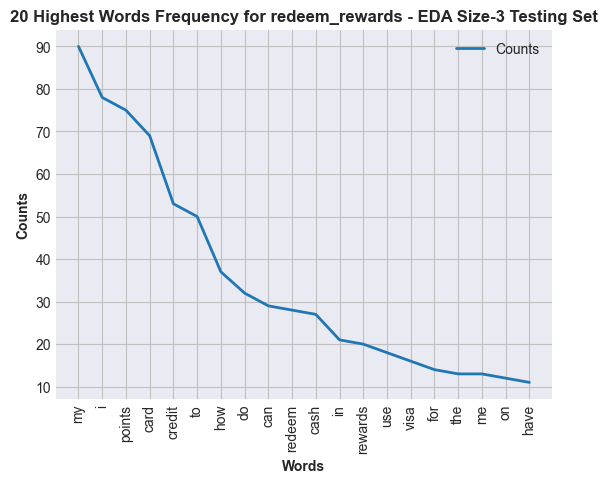 20 Highest Words Frequency for redeem_rewards - EDA Size-3 Testing Set
Counts
90
80
70
60
50
40
30
20
10
Counts
my
i
points
card
credit
to
how
do
can
redeem
cash
in
rewards
use
visa
for
the
me
on
have
Words